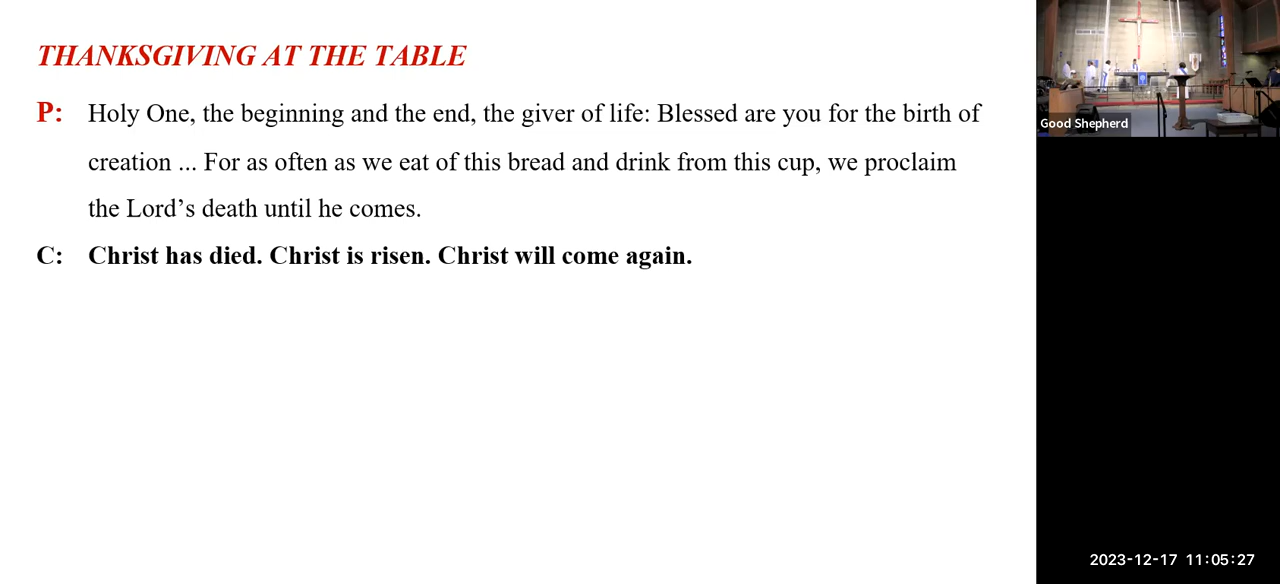 THANKSGIVING AT THE TABLE
P: Holy One, the beginning and the end, the giver of life: Blessed are you for the birth of
creation ... For as often as we eat of this bread and drink from this cup, we proclaim
the Lord’s death until he comes.
C: Christ has died. Christ is risen. Christ will come again.
Good Shepherd
2023-12-17 11:05:27